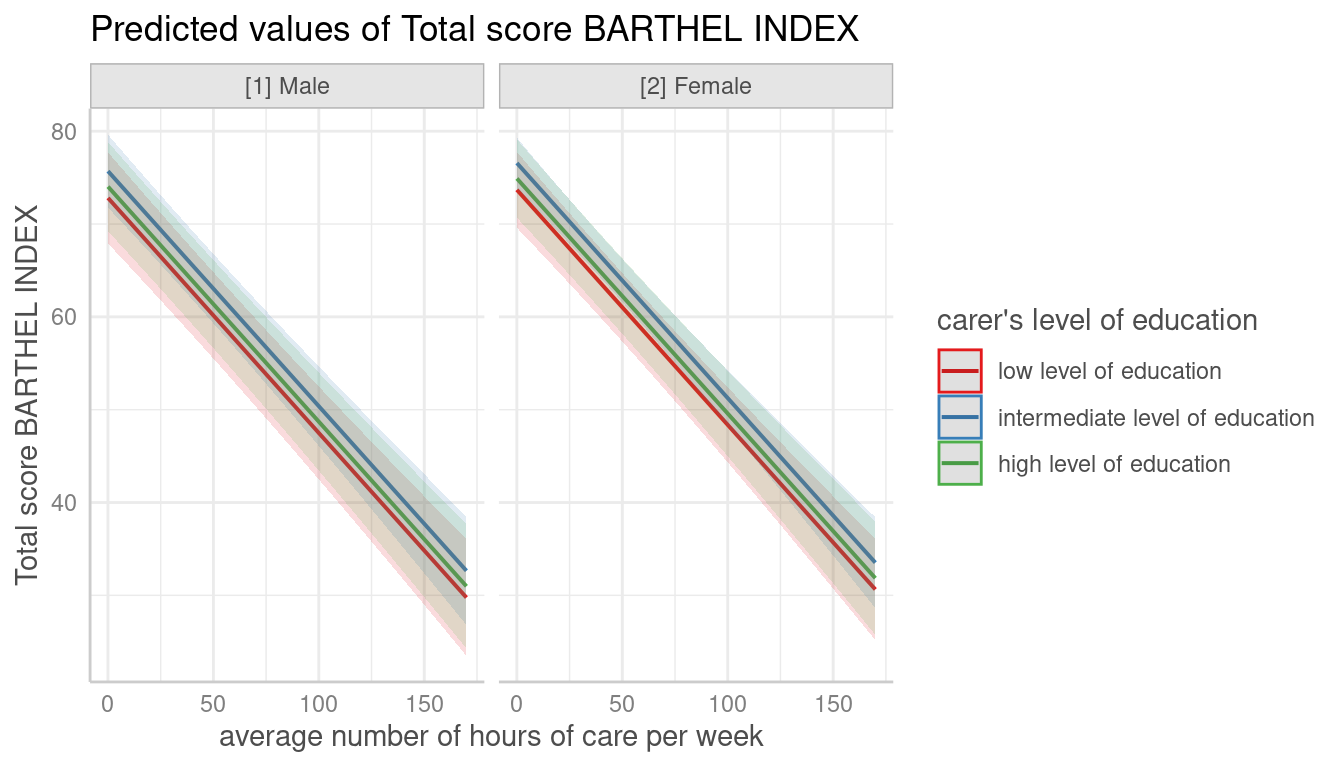 Predicted values of Total score BARTHEL INDEX
[1] Male
[2] Female
Total score BARTHEL INDEX
80
60
40
0
50
100
150
0
50
100
150
average number of hours of care per week
carer's level of education
low level of education
intermediate level of education
high level of education